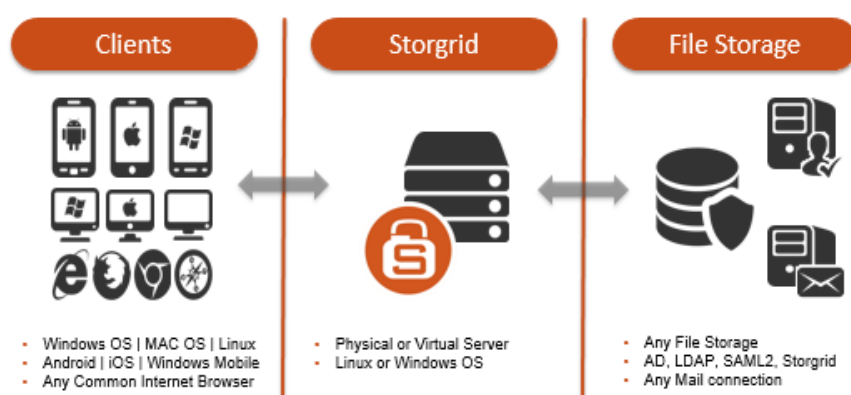 Clients
Storgrid
File Storage
S
Windows OS | MAC OS | Linux
Android | iOS | Windows Mobile
Any Common Internet Browser
Physical or Virtual Server
Linux or Windows OS
Any File Storage
AD, LDAP, SAML2, Storgrid
Any Mail connection